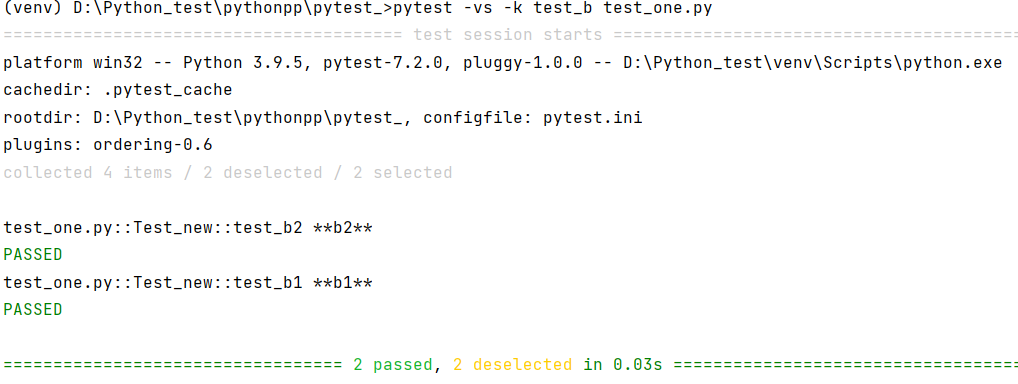 (venv) D:\Python_test\pythonpp\pytest_>pytest -vs -k test_b test_one.py
======================================== test session starts =========================================
platform win32 -- Python 3.9.5, pytest-7.2.0, pluggy-1.0.0 -- D:\Python_test\venv\Scripts\python.exe
cachedir: .pytest_cache
rootdir: D:\Python_test\pythonpp\pytest_, configfile: pytest.ini
plugins: ordering-0.6
collected 4 items / 2 deselected / 2 selected
test_one.py::Test_new::test_b2 **b2**
PASSED
test_one.py::Test_new::test_b1 **b1**
PASSED
================================== 2 passed, 2 deselected in 0.03s ===================================